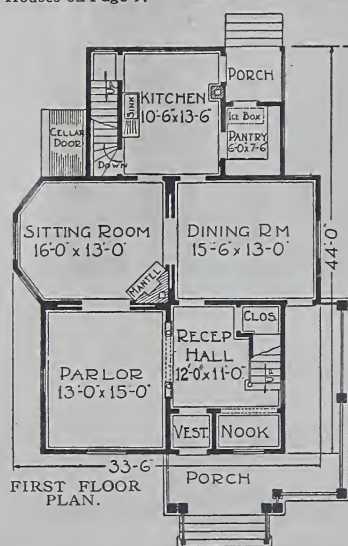 Houses on Page 9.
PORCH
KITCHEN
10'-6"x13'-6"
SINK
ICE BOX
PANTRY
6'-0"x7'-6"
CELLAR
DOOR
DOWN
SITTING ROOM
16'-0" x 13'-0"
DINING RM
15'-6" x 13'-0"
44'-0"
MANTEL
CLOS.
RECEP
HALL
12'-0"x11'-0"
PARLOR
13'-0"x15'-0"
UP
VEST.
NOOK
33'-6"
PORCH
FIRST FLOOR
PLAN.